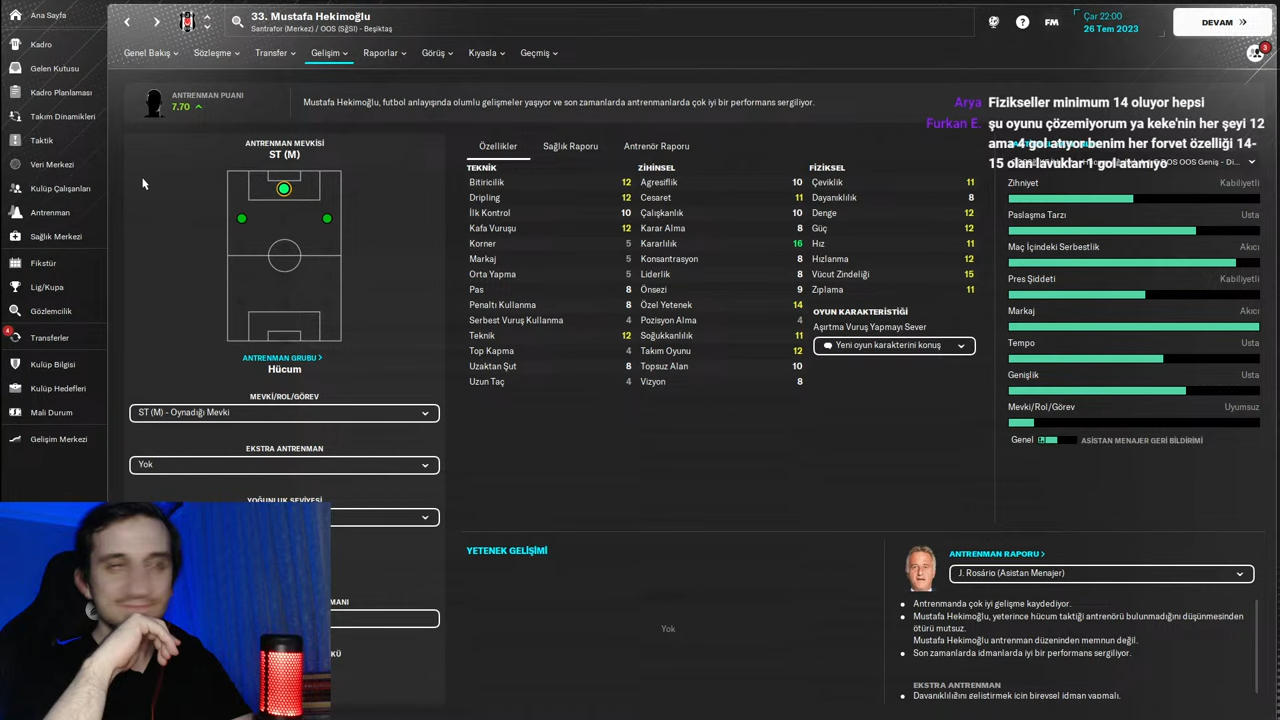 Ana Sayfa
Kadro
Gelen Kutusu
Kadro Planlaması
Takım Dinamikleri
Taktik
Veri Merkezi
Kulüp Çalışanları
Antrenman
Sağlık Merkezi
Fikstür
Lig/Kupa
Gözlemcilik
4
Transferler
Kulüp Bilgisi
Kulüp Hedefleri
Mali Durum
Gelişim Merkezi
33. Mustafa Hekimoğlu
Santrafor (Merkez) / OOS (SğSl) - Beşiktaş
FM
Çar 22:00
26 Tem 2023
DEVAM
3
Genel Bakış
Sözleşme
Transfer
Gelişim
Raporlar
Görüş
Kıyasla
Geçmiş
ANTRENMAN PUANI
7.70
Mustafa Hekimoğlu, futbol anlayışında olumlu gelişmeler yaşıyor ve son zamanlarda antrenmanlarda çok iyi bir performans sergiliyor.
Arya Fizikseller minimum 14 oluyor hepsi
Furkan E. şu oyunu çözemiyorum ya keke'nin her şeyi 12
ama 4 gol atıyor benim her forvet özelliği 14-
15 olan lavuklar 1 gol atamıyo
ANTRENMAN MEVKİSİ
ST (M)
ANTRENMAN GRUBU
Hücum
MEVKİ/ROL/GÖREV
ST (M) - Oynadığı Mevki
EKSTRA ANTRENMAN
Yok
YOĞUNLUK SEVİYESİ
Özellikler
Sağlık Raporu
Antrenör Raporu
TEKNİK
Bitiricilik 12
Dripling 12
İlk Kontrol 10
Kafa Vuruşu 12
Korner 5
Markaj 5
Orta Yapma 5
Pas 8
Penaltı Kullanma 8
Serbest Vuruş Kullanma 4
Teknik 12
Top Kapma 4
Uzaktan Şut 8
Uzun Taç 4
ZİHİNSEL
Agresiflik 10
Cesaret 11
Çalışkanlık 10
Karar Alma 8
Kararlılık 16
Konsantrasyon 8
Liderlik 8
Önsezi 9
Özel Yetenek 14
Pozisyon Alma 4
Soğukkanlılık 11
Takım Oyunu 12
Topsuz Alan 10
Vizyon 8
FİZİKSEL
Çeviklik 11
Dayanıklılık 8
Denge 12
Güç 12
Hız 11
Hızlanma 12
Vücut Zindeliği 15
Zıplama 11
OYUN KARAKTERİSTİĞİ
Aşırtma Vuruş Yapmayı Sever
Yeni oyun karakterini konuş
OOS Geniş - Di...
Zihniyet Kabiliyetli
Paslaşma Tarzı Usta
Maç İçindeki Serbestlik Akıcı
Pres Şiddeti Kabiliyetli
Markaj Akıcı
Tempo Usta
Genişlik Usta
Mevki/Rol/Görev Uyumsuz
Genel
ASİSTAN MENAJER GERİ BİLDİRİMİ
YETENEK GELİŞİMİ
Yok
ANTRENMAN RAPORU
J. Rosário (Asistan Menajer)
Antrenmanda çok iyi gelişme kaydediyor.
Mustafa Hekimoğlu, yeterince hücum taktiği antrenörü bulunmadığını düşünmesinden
ötürü mutsuz.
Mustafa Hekimoğlu antrenman düzeninden memnun değil.
Son zamanlarda idmanlarda iyi bir performans sergiliyor.
EKSTRA ANTRENMAN
Dayanıklılığını geliştirmek için bireysel idman yapmalı.